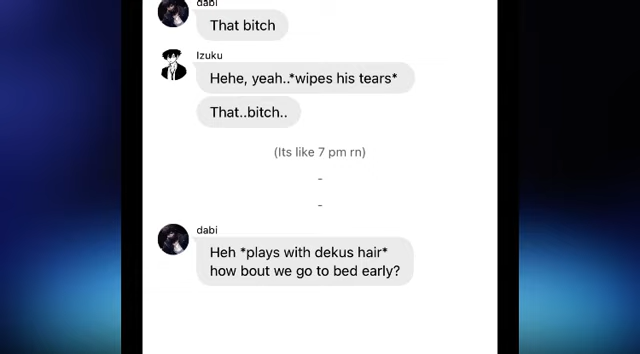 dabi
That bitch
Izuku
Hehe, yeah..*wipes his tears*
That..bitch..
(Its like 7 pm rn)
-
-
dabi
Heh *plays with dekus hair*
how bout we go to bed early?